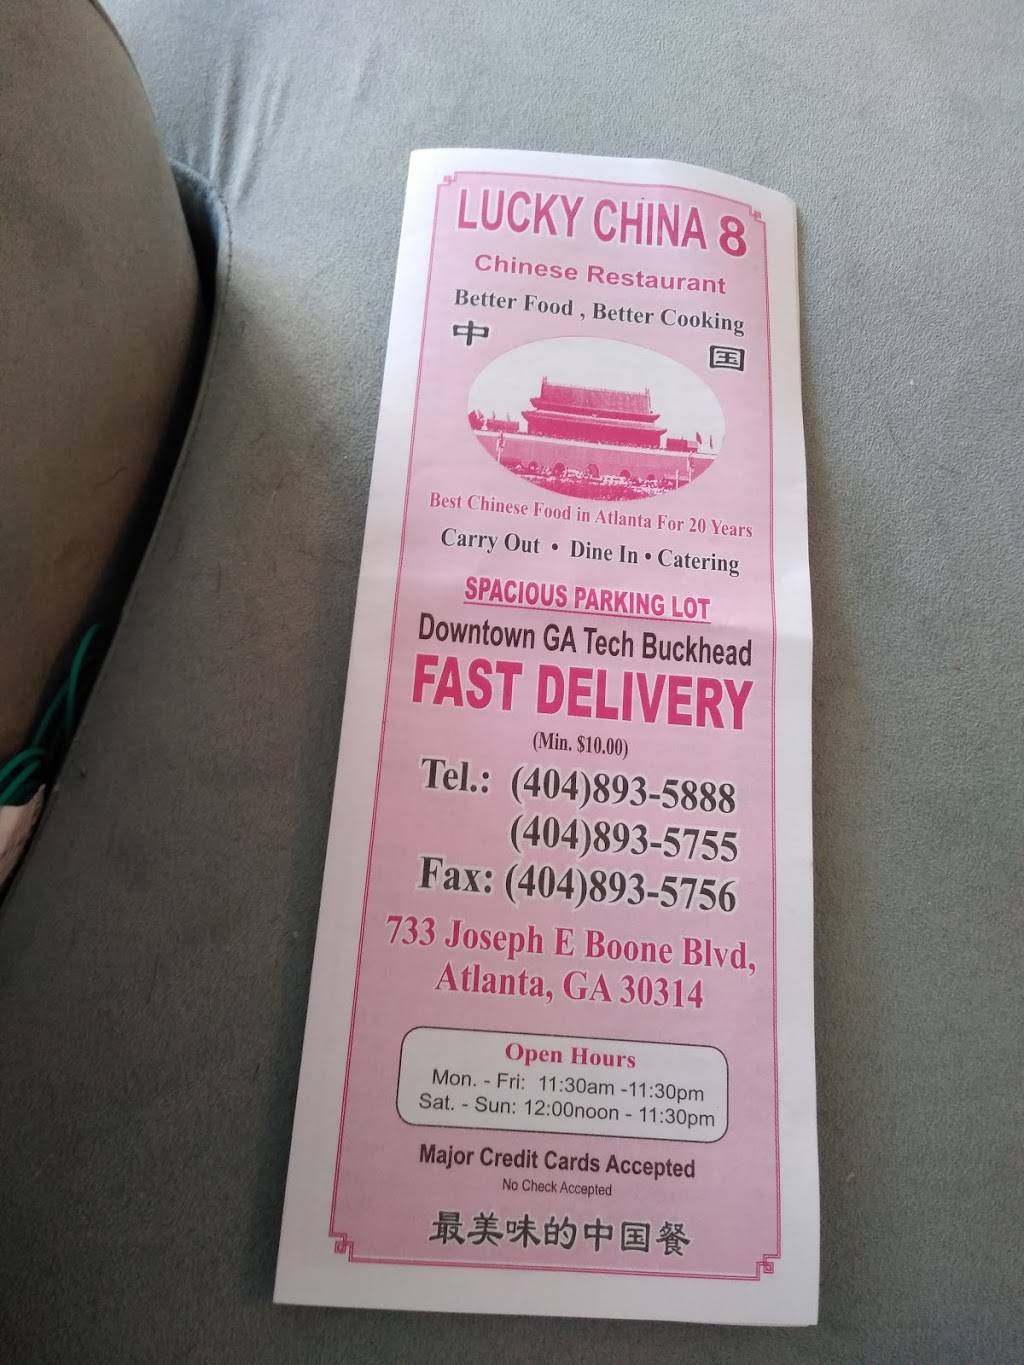 LUCKY CHINA 8
Chinese Restaurant
Better Food , Better Cooking
中 国
Best Chinese Food in Atlanta For 20 Years
Carry Out • Dine In • Catering
SPACIOUS PARKING LOT
Downtown GA Tech Buckhead
FAST DELIVERY
(Min. $10.00)
Tel.: (404)893-5888
(404)893-5755
Fax: (404)893-5756
733 Joseph E Boone Blvd,
Atlanta, GA 30314
Open Hours
Mon. - Fri: 11:30am -11:30pm
Sat. - Sun: 12:00noon - 11:30pm
Major Credit Cards Accepted
No Check Accepted
最美味的中国餐